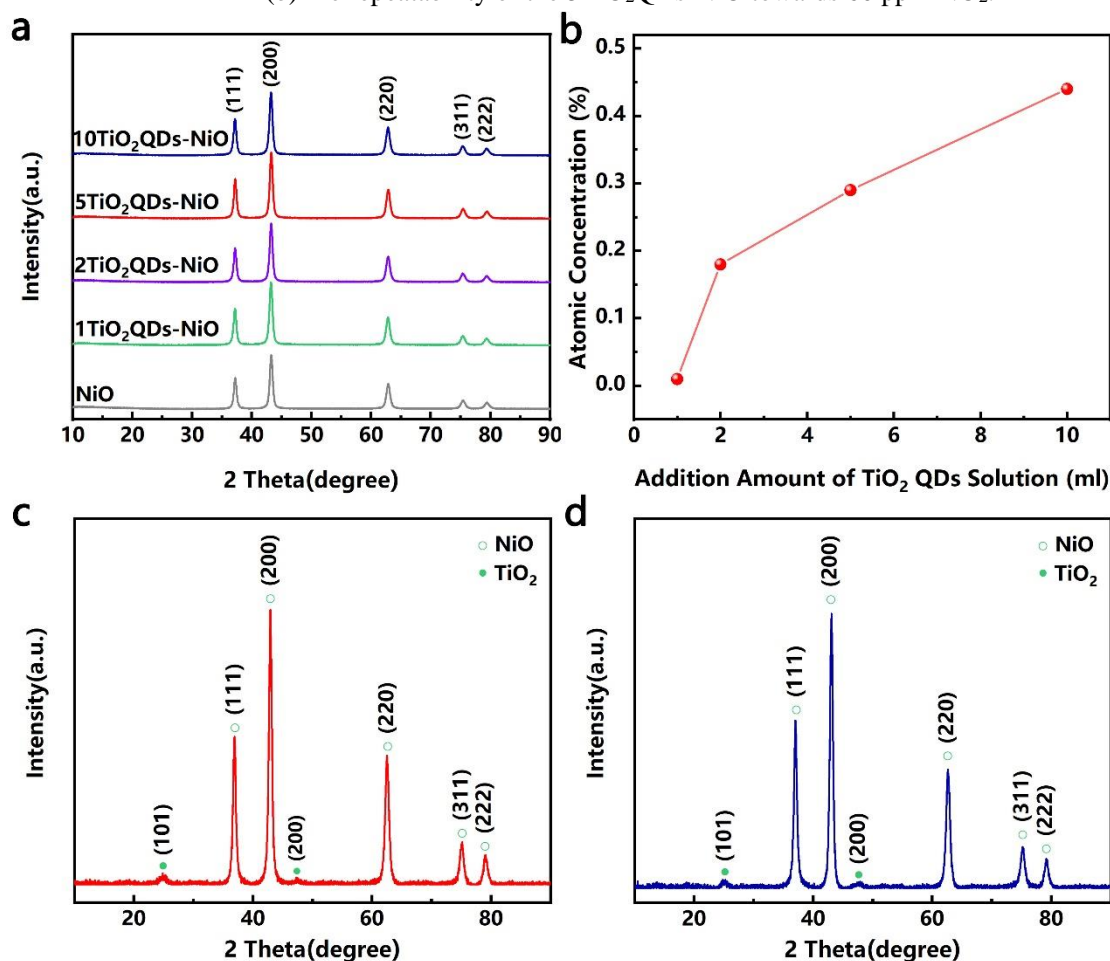 a
Intensity(a.u.)
(111)
(200)
(220)
(311)
(222)
10TiO₂QDs-NiO
5TiO₂QDs-NiO
2TiO₂QDs-NiO
1TiO₂QDs-NiO
NiO
10 20 30 40 50 60 70 80 90
2 Theta(degree)
b
Atomic Concentration (%)
0.5
0.4
0.3
0.2
0.1
0.0
0 2 4 6 8 10
Addition Amount of TiO₂ QDs Solution (ml)
c
Intensity(a.u.)
NiO
TiO₂
(101)
(111)
(200)
(200)
(220)
(311)
(222)
20 40 60 80
2 Theta(degree)
d
Intensity(a.u.)
NiO
TiO₂
(101)
(111)
(200)
(200)
(220)
(311)
(222)
20 40 60 80
2 Theta(degree)